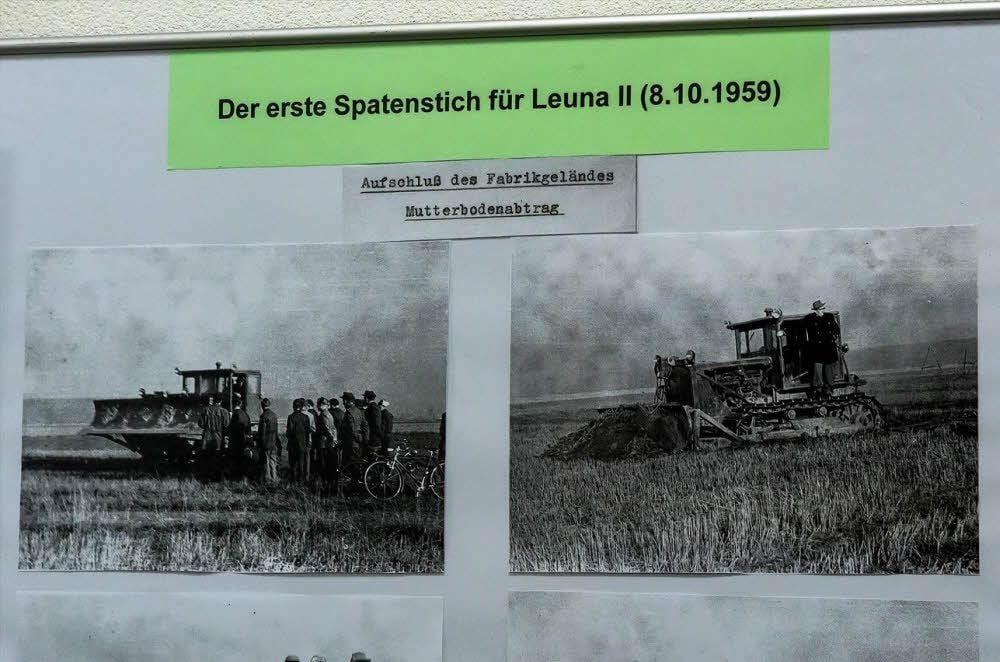 Der erste Spatenstich für Leuna II (8.10.1959)
Aufschluß des Fabrikgeländes
Mutterbodenabtrag